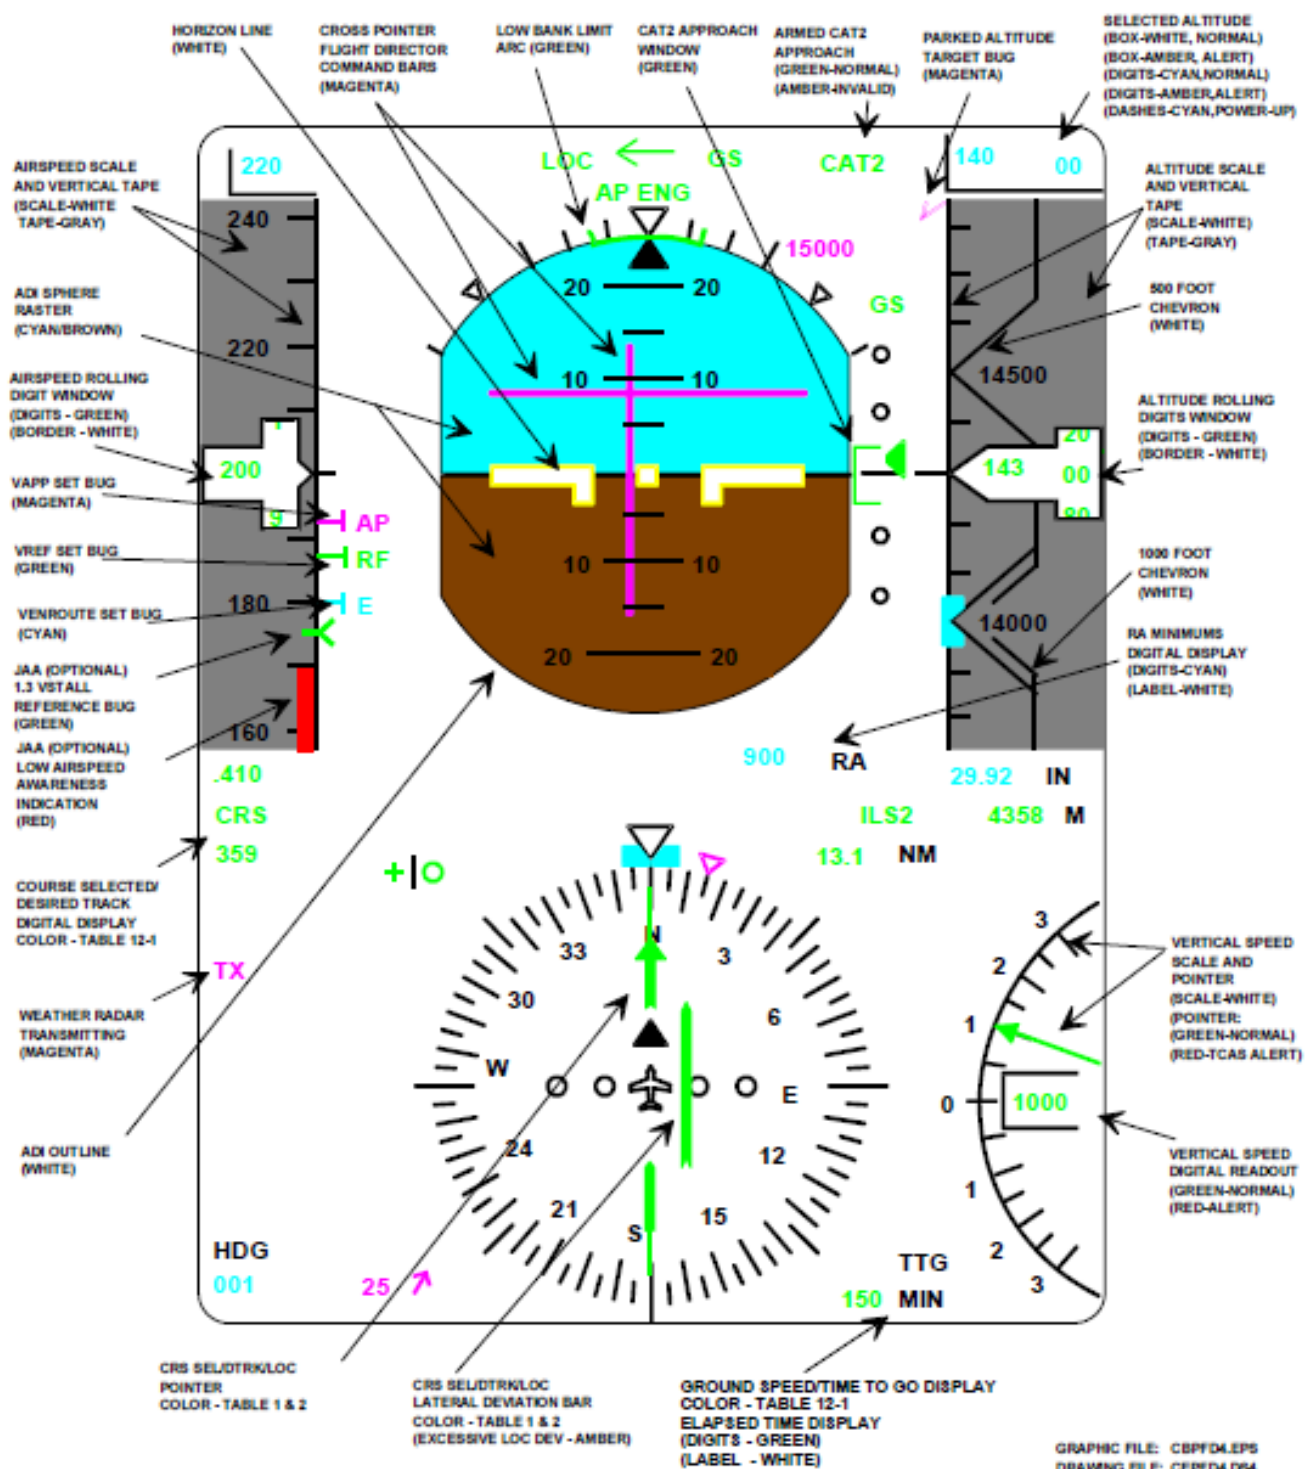 HORIZON LINE
(WHITE)
CROSS POINTER
FLIGHT DIRECTOR
COMMAND BARS
(MAGENTA)
LOW BANK LIMIT
ARC (GREEN)
CAT2 APPROACH
WINDOW
(GREEN)
ARMED CAT2
APPROACH
(GREEN-NORMAL)
(AMBER-INVALID)
PARKED ALTITUDE
TARGET BUG
(MAGENTA)
SELECTED ALTITUDE
(BOX-WHITE, NORMAL)
(BOX-AMBER, ALERT)
(DIGITS-CYAN,NORMAL)
(DIGITS-AMBER,ALERT)
(DASHES-CYAN,POWER-UP)
AIRSPEED SCALE
AND VERTICAL TAPE
(SCALE-WHITE
TAPE-GRAY)
ADI SPHERE
RASTER
(CYAN/BROWN)
AIRSPEED ROLLING
DIGIT WINDOW
(DIGITS - GREEN)
(BORDER - WHITE)
VAPP SET BUG
(MAGENTA)
VREF SET BUG
(GREEN)
VENROUTE SET BUG
(CYAN)
JAA (OPTIONAL)
1.3 VSTALL
REFERENCE BUG
(GREEN)
JAA (OPTIONAL)
LOW AIRSPEED
AWARENESS
INDICATION
(RED)
COURSE SELECTED/
DESIRED TRACK
DIGITAL DISPLAY
COLOR - TABLE 12-1
WEATHER RADAR
TRANSMITTING
(MAGENTA)
ADI OUTLINE
(WHITE)
220
240
220
200
1
9
180
160
AP
RF
E
.410
CRS
359
TX
HDG
001
25
LOC
GS
AP ENG
CAT2
15000
GS
20 20
10 10
10 10
20 20
900 RA
140 00
14500
143
20
00
80
14000
29.92 IN
4358 M
ILS2
13.1 NM
+|O
N
3
6
E
12
15
S
21
24
W
30
33
3
2
1
0
1000
1
2
3
TTG
150 MIN
ALTITUDE SCALE
AND VERTICAL
TAPE
(SCALE-WHITE)
(TAPE-GRAY)
500 FOOT
CHEVRON
(WHITE)
ALTITUDE ROLLING
DIGITS WINDOW
(DIGITS - GREEN)
(BORDER - WHITE)
1000 FOOT
CHEVRON
(WHITE)
RA MINIMUMS
DIGITAL DISPLAY
(DIGITS-CYAN)
(LABEL-WHITE)
VERTICAL SPEED
SCALE AND
POINTER
(SCALE-WHITE)
(POINTER:
(GREEN-NORMAL)
(RED-TCAS ALERT)
VERTICAL SPEED
DIGITAL READOUT
(GREEN-NORMAL)
(RED-ALERT)
CRS SEL/DTRK/LOC
POINTER
COLOR - TABLE 1 & 2
CRS SEL/DTRK/LOC
LATERAL DEVIATION BAR
COLOR - TABLE 1 & 2
(EXCESSIVE LOC DEV - AMBER)
GROUND SPEED/TIME TO GO DISPLAY
COLOR - TABLE 12-1
ELAPSED TIME DISPLAY
(DIGITS - GREEN)
(LABEL - WHITE)
GRAPHIC FILE: CBPFD4.EPS
DRAWING FILE: